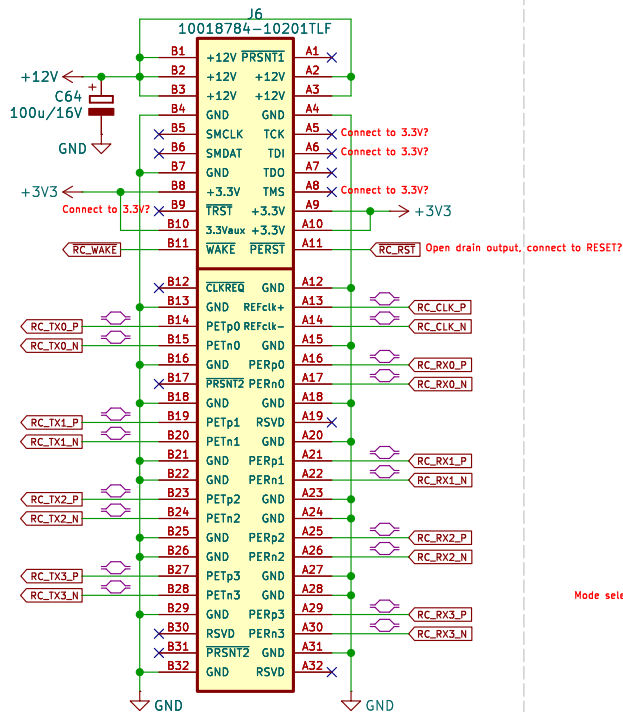 J6
10018784-10201TLF
B1 +12V PRSNT1 A1
+12V B2 +12V +12V A2
B3 +12V +12V A3
C64 + 100u/16V
B4 GND GND A4
B5 SMCLK TCK A5 Connect to 3.3V?
GND B6 SMDAT TDI A6 Connect to 3.3V?
B7 GND TDO A7
+3V3 B8 +3.3V TMS A8 Connect to 3.3V?
Connect to 3.3V? B9 TRST +3.3V A9 +3V3
B10 3.3Vaux +3.3V A10
RC_WAKE B11 WAKE PERST A11 RC_RST Open drain output, connect to RESET?
B12 CLKREQ GND A12
B13 GND REFclk+ A13 RC_CLK_P
RC_TX0_P B14 PETp0 REFclk- A14 RC_CLK_N
RC_TX0_N B15 PETn0 GND A15
B16 GND PERp0 A16 RC_RX0_P
B17 PRSNT2 PERn0 A17 RC_RX0_N
B18 GND GND A18
RC_TX1_P B19 PETp1 RSVD A19
RC_TX1_N B20 PETn1 GND A20
B21 GND PERp1 A21 RC_RX1_P
B22 GND PERn1 A22 RC_RX1_N
RC_TX2_P B23 PETp2 GND A23
RC_TX2_N B24 PETn2 GND A24
B25 GND PERp2 A25 RC_RX2_P
B26 GND PERn2 A26 RC_RX2_N
RC_TX3_P B27 PETp3 GND A27
RC_TX3_N B28 PETn3 GND A28 Mode sele
B29 GND PERp3 A29 RC_RX3_P
B30 RSVD PERn3 A30 RC_RX3_N
B31 PRSNT2 GND A31
B32 GND RSVD A32
GND GND